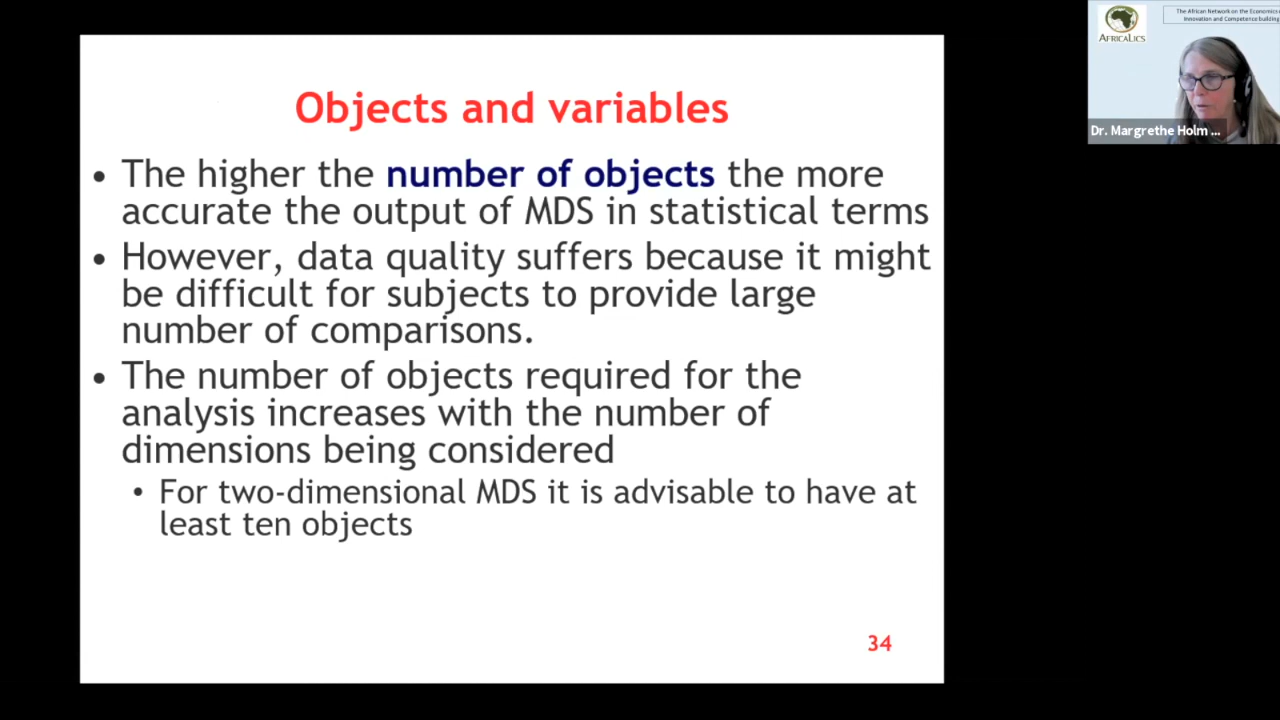 Objects and variables
• The higher the number of objects the more
accurate the output of MDS in statistical terms
• However, data quality suffers because it might
be difficult for subjects to provide large
number of comparisons.
• The number of objects required for the
analysis increases with the number of
dimensions being considered
• For two-dimensional MDS it is advisable to have at
least ten objects
34
AFRICALICS
The African Network on the Economics
Innovation and Competence building
Dr. Margrethe Holm ...